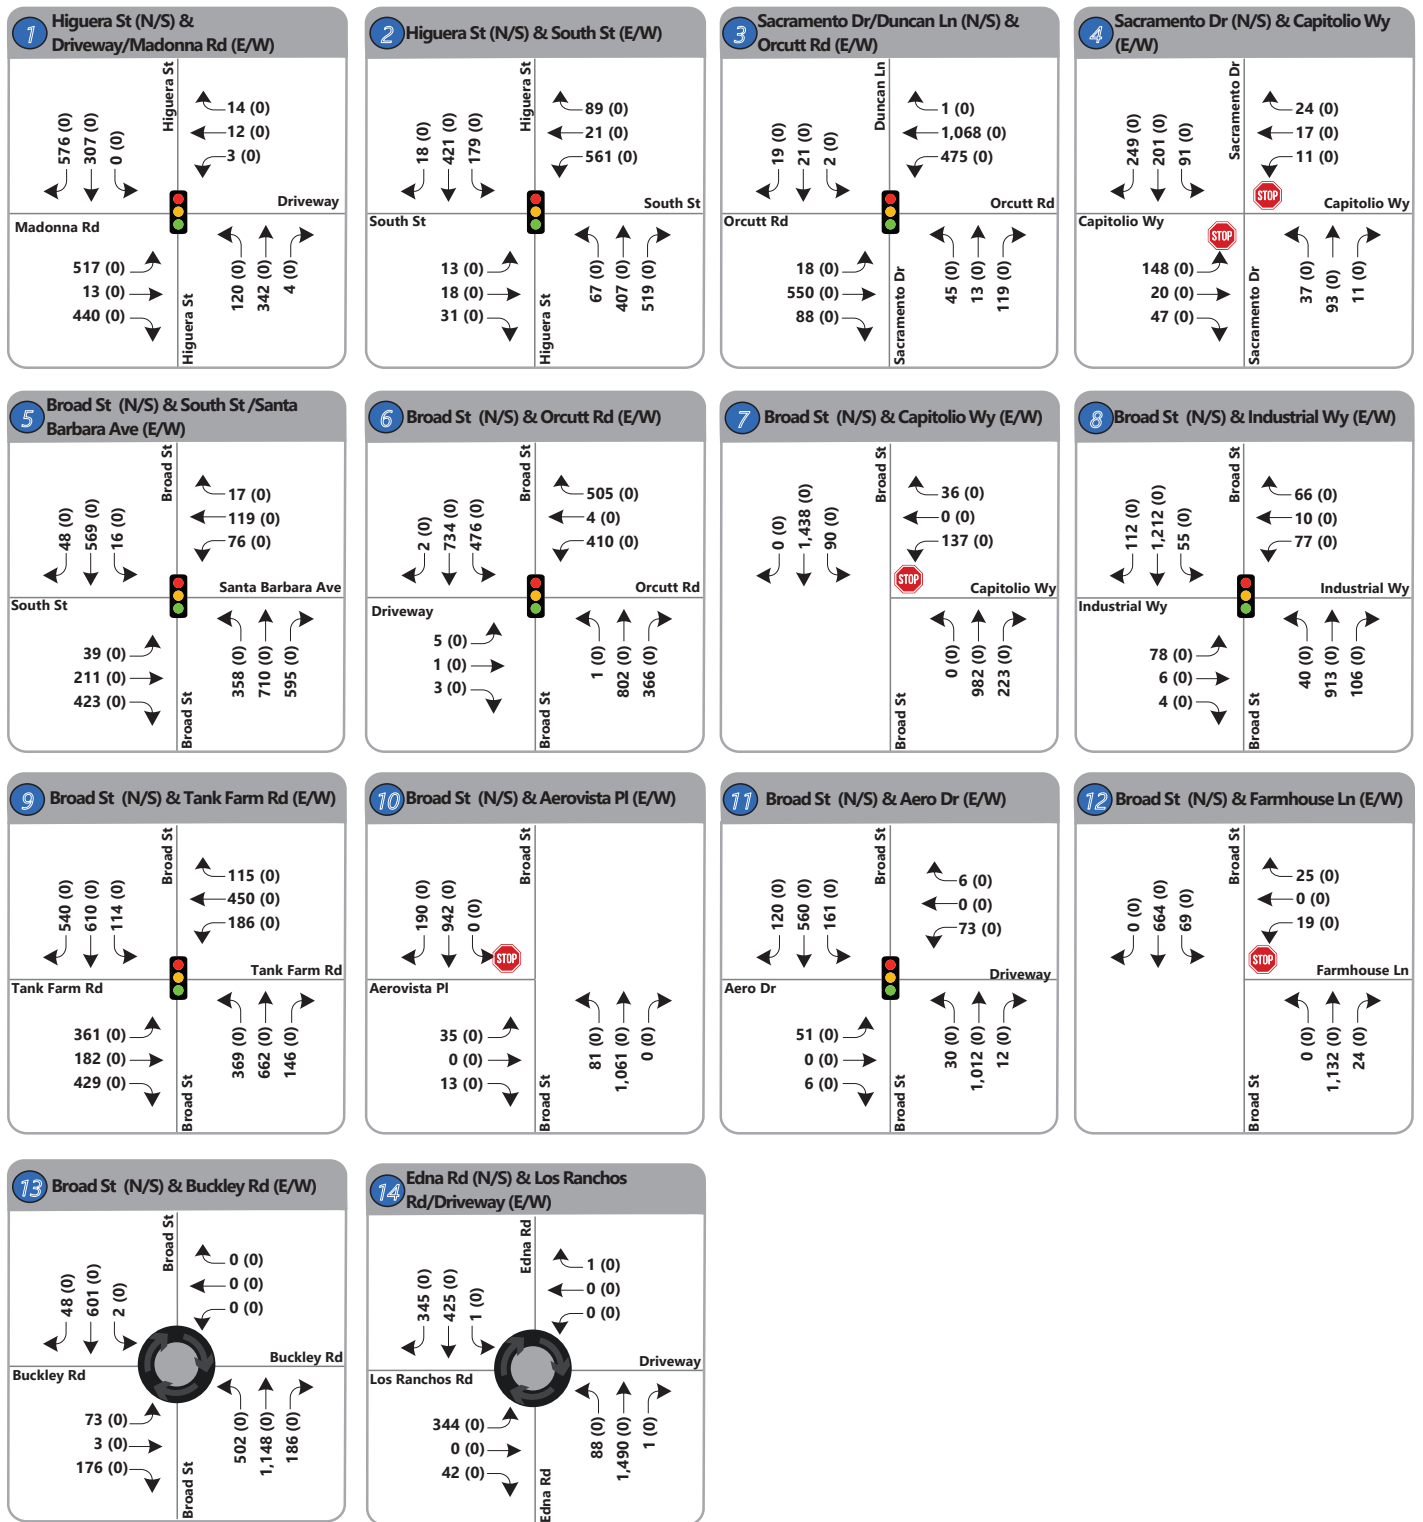 1
Higuera St (N/S) &
Driveway/Madonna Rd (E/W)
Higuera St
576 (0)
307 (0)
0 (0)
14 (0)
12 (0)
3 (0)
Driveway
Madonna Rd
517 (0)
13 (0)
440 (0)
120 (0)
342 (0)
4 (0)
Higuera St
2
Higuera St (N/S) & South St (E/W)
Higuera St
18 (0)
421 (0)
179 (0)
89 (0)
21 (0)
561 (0)
South St
South St
13 (0)
18 (0)
31 (0)
67 (0)
407 (0)
519 (0)
Higuera St
3
Sacramento Dr/Duncan Ln (N/S) &
Orcutt Rd (E/W)
Duncan Ln
19 (0)
21 (0)
2 (0)
1 (0)
1,068 (0)
475 (0)
Orcutt Rd
Orcutt Rd
18 (0)
550 (0)
88 (0)
45 (0)
13 (0)
119 (0)
Sacramento Dr
4
Sacramento Dr (N/S) & Capitolio Wy
(E/W)
Sacramento Dr
249 (0)
201 (0)
91 (0)
24 (0)
17 (0)
11 (0)
STOP
Capitolio Wy
Capitolio Wy
STOP
148 (0)
20 (0)
47 (0)
37 (0)
93 (0)
11 (0)
Sacramento Dr
5
Broad St (N/S) & South St /Santa
Barbara Ave (E/W)
Broad St
48 (0)
569 (0)
16 (0)
17 (0)
119 (0)
76 (0)
Santa Barbara Ave
South St
39 (0)
211 (0)
423 (0)
358 (0)
710 (0)
595 (0)
Broad St
6
Broad St (N/S) & Orcutt Rd (E/W)
Broad St
2 (0)
734 (0)
476 (0)
505 (0)
4 (0)
410 (0)
Orcutt Rd
Driveway
5 (0)
1 (0)
3 (0)
1 (0)
802 (0)
366 (0)
Broad St
7
Broad St (N/S) & Capitolio Wy (E/W)
Broad St
0 (0)
1,438 (0)
90 (0)
36 (0)
0 (0)
137 (0)
STOP
Capitolio Wy
0 (0)
982 (0)
223 (0)
Broad St
8
Broad St (N/S) & Industrial Wy (E/W)
Broad St
112 (0)
1,212 (0)
55 (0)
66 (0)
10 (0)
77 (0)
Industrial Wy
Industrial Wy
78 (0)
6 (0)
4 (0)
40 (0)
913 (0)
106 (0)
Broad St
9
Broad St (N/S) & Tank Farm Rd (E/W)
Broad St
540 (0)
610 (0)
114 (0)
115 (0)
450 (0)
186 (0)
Tank Farm Rd
Tank Farm Rd
361 (0)
182 (0)
429 (0)
369 (0)
662 (0)
146 (0)
Broad St
10
Broad St (N/S) & Aerovista Pl (E/W)
Broad St
190 (0)
942 (0)
0 (0)
STOP
Aerovista Pl
35 (0)
0 (0)
13 (0)
81 (0)
1,061 (0)
0 (0)
Broad St
11
Broad St (N/S) & Aero Dr (E/W)
Broad St
120 (0)
560 (0)
161 (0)
6 (0)
0 (0)
73 (0)
Driveway
Aero Dr
51 (0)
0 (0)
6 (0)
30 (0)
1,012 (0)
12 (0)
Broad St
12
Broad St (N/S) & Farmhouse Ln (E/W)
Broad St
0 (0)
664 (0)
69 (0)
25 (0)
0 (0)
19 (0)
STOP
Farmhouse Ln
0 (0)
1,132 (0)
24 (0)
Broad St
13
Broad St (N/S) & Buckley Rd (E/W)
Broad St
48 (0)
601 (0)
2 (0)
0 (0)
0 (0)
0 (0)
Buckley Rd
Buckley Rd
73 (0)
3 (0)
176 (0)
502 (0)
1,148 (0)
186 (0)
Broad St
14
Edna Rd (N/S) & Los Ranchos
Rd/Driveway (E/W)
Edna Rd
345 (0)
425 (0)
1 (0)
1 (0)
0 (0)
0 (0)
Driveway
Los Ranchos Rd
344 (0)
0 (0)
42 (0)
88 (0)
1,490 (0)
1 (0)
Edna Rd